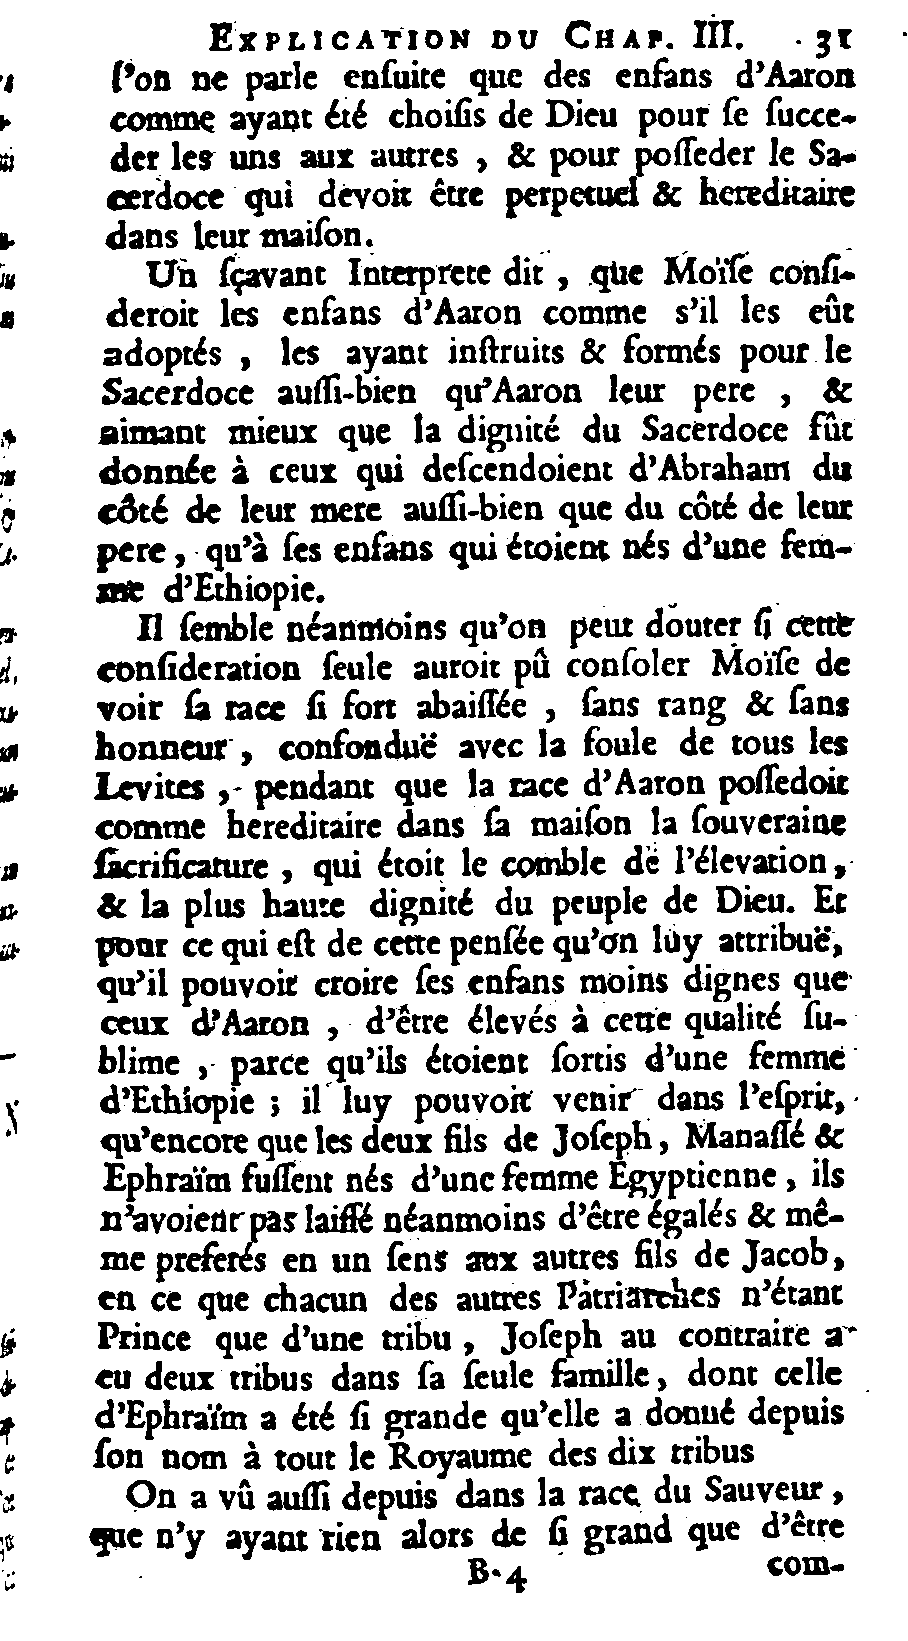 EXPLICATION DU CHAP. III. 31
l'on ne parle enſuite que des enfans d'Aaron
comme ayant été choiſis de Dieu pour ſe ſucce-
der les uns aux autres , & pour poſſeder le Sa-
cerdoce qui devoit être perpetuel & hereditaire
dans leur maiſon.
Un ſçavant Interprete dit , que Moïſe conſi-
deroit les enfans d'Aaron comme s'il les eût
adoptés , les ayant inſtruits & formés pour le
Sacerdoce auſſi-bien qu'Aaron leur pere , &
aimant mieux que la dignité du Sacerdoce fût
donnée à ceux qui deſcendoient d'Abraham du
côté de leur mere auſſi-bien que du côté de leur
pere , qu'à ſes enfans qui étoient nés d'une fem-
me d'Ethiopie.
Il ſemble néanmoins qu'on peut douter ſi cette
conſideration ſeule auroit pû conſoler Moïſe de
voir ſa race ſi fort abaiſſée , ſans rang & ſans
honneur , confonduë avec la foule de tous les
Levites , pendant que la race d'Aaron poſſedoit
comme hereditaire dans ſa maiſon la ſouveraine
ſacrificature , qui étoit le comble de l'élevation,
& la plus haute dignité du peuple de Dieu. Et
pour ce qui eſt de cette penſée qu'on luy attribuë,
qu'il pouvoit croire ſes enfans moins dignes que
ceux d'Aaron , d'être élevés à cette qualité ſu-
blime , parce qu'ils étoient ſortis d'une femme
d'Ethiopie ; il luy pouvoit venir dans l'eſprit,
qu'encore que les deux fils de Joſeph, Manaſſé &
Ephraïm fuſſent nés d'une femme Egyptienne , ils
n'avoient pas laiſſé néanmoins d'être égalés & mê-
me preferés en un ſens aux autres fils de Jacob,
en ce que chacun des autres Patriarches n'étant
Prince que d'une tribu , Joſeph au contraire a
eu deux tribus dans ſa ſeule famille, dont celle
d'Ephraïm a été ſi grande qu'elle a donué depuis
ſon nom à tout le Royaume des dix tribus
On a vû auſſi depuis dans la race du Sauveur ,
que n'y ayant rien alors de ſi grand que d'être
B 4 com-